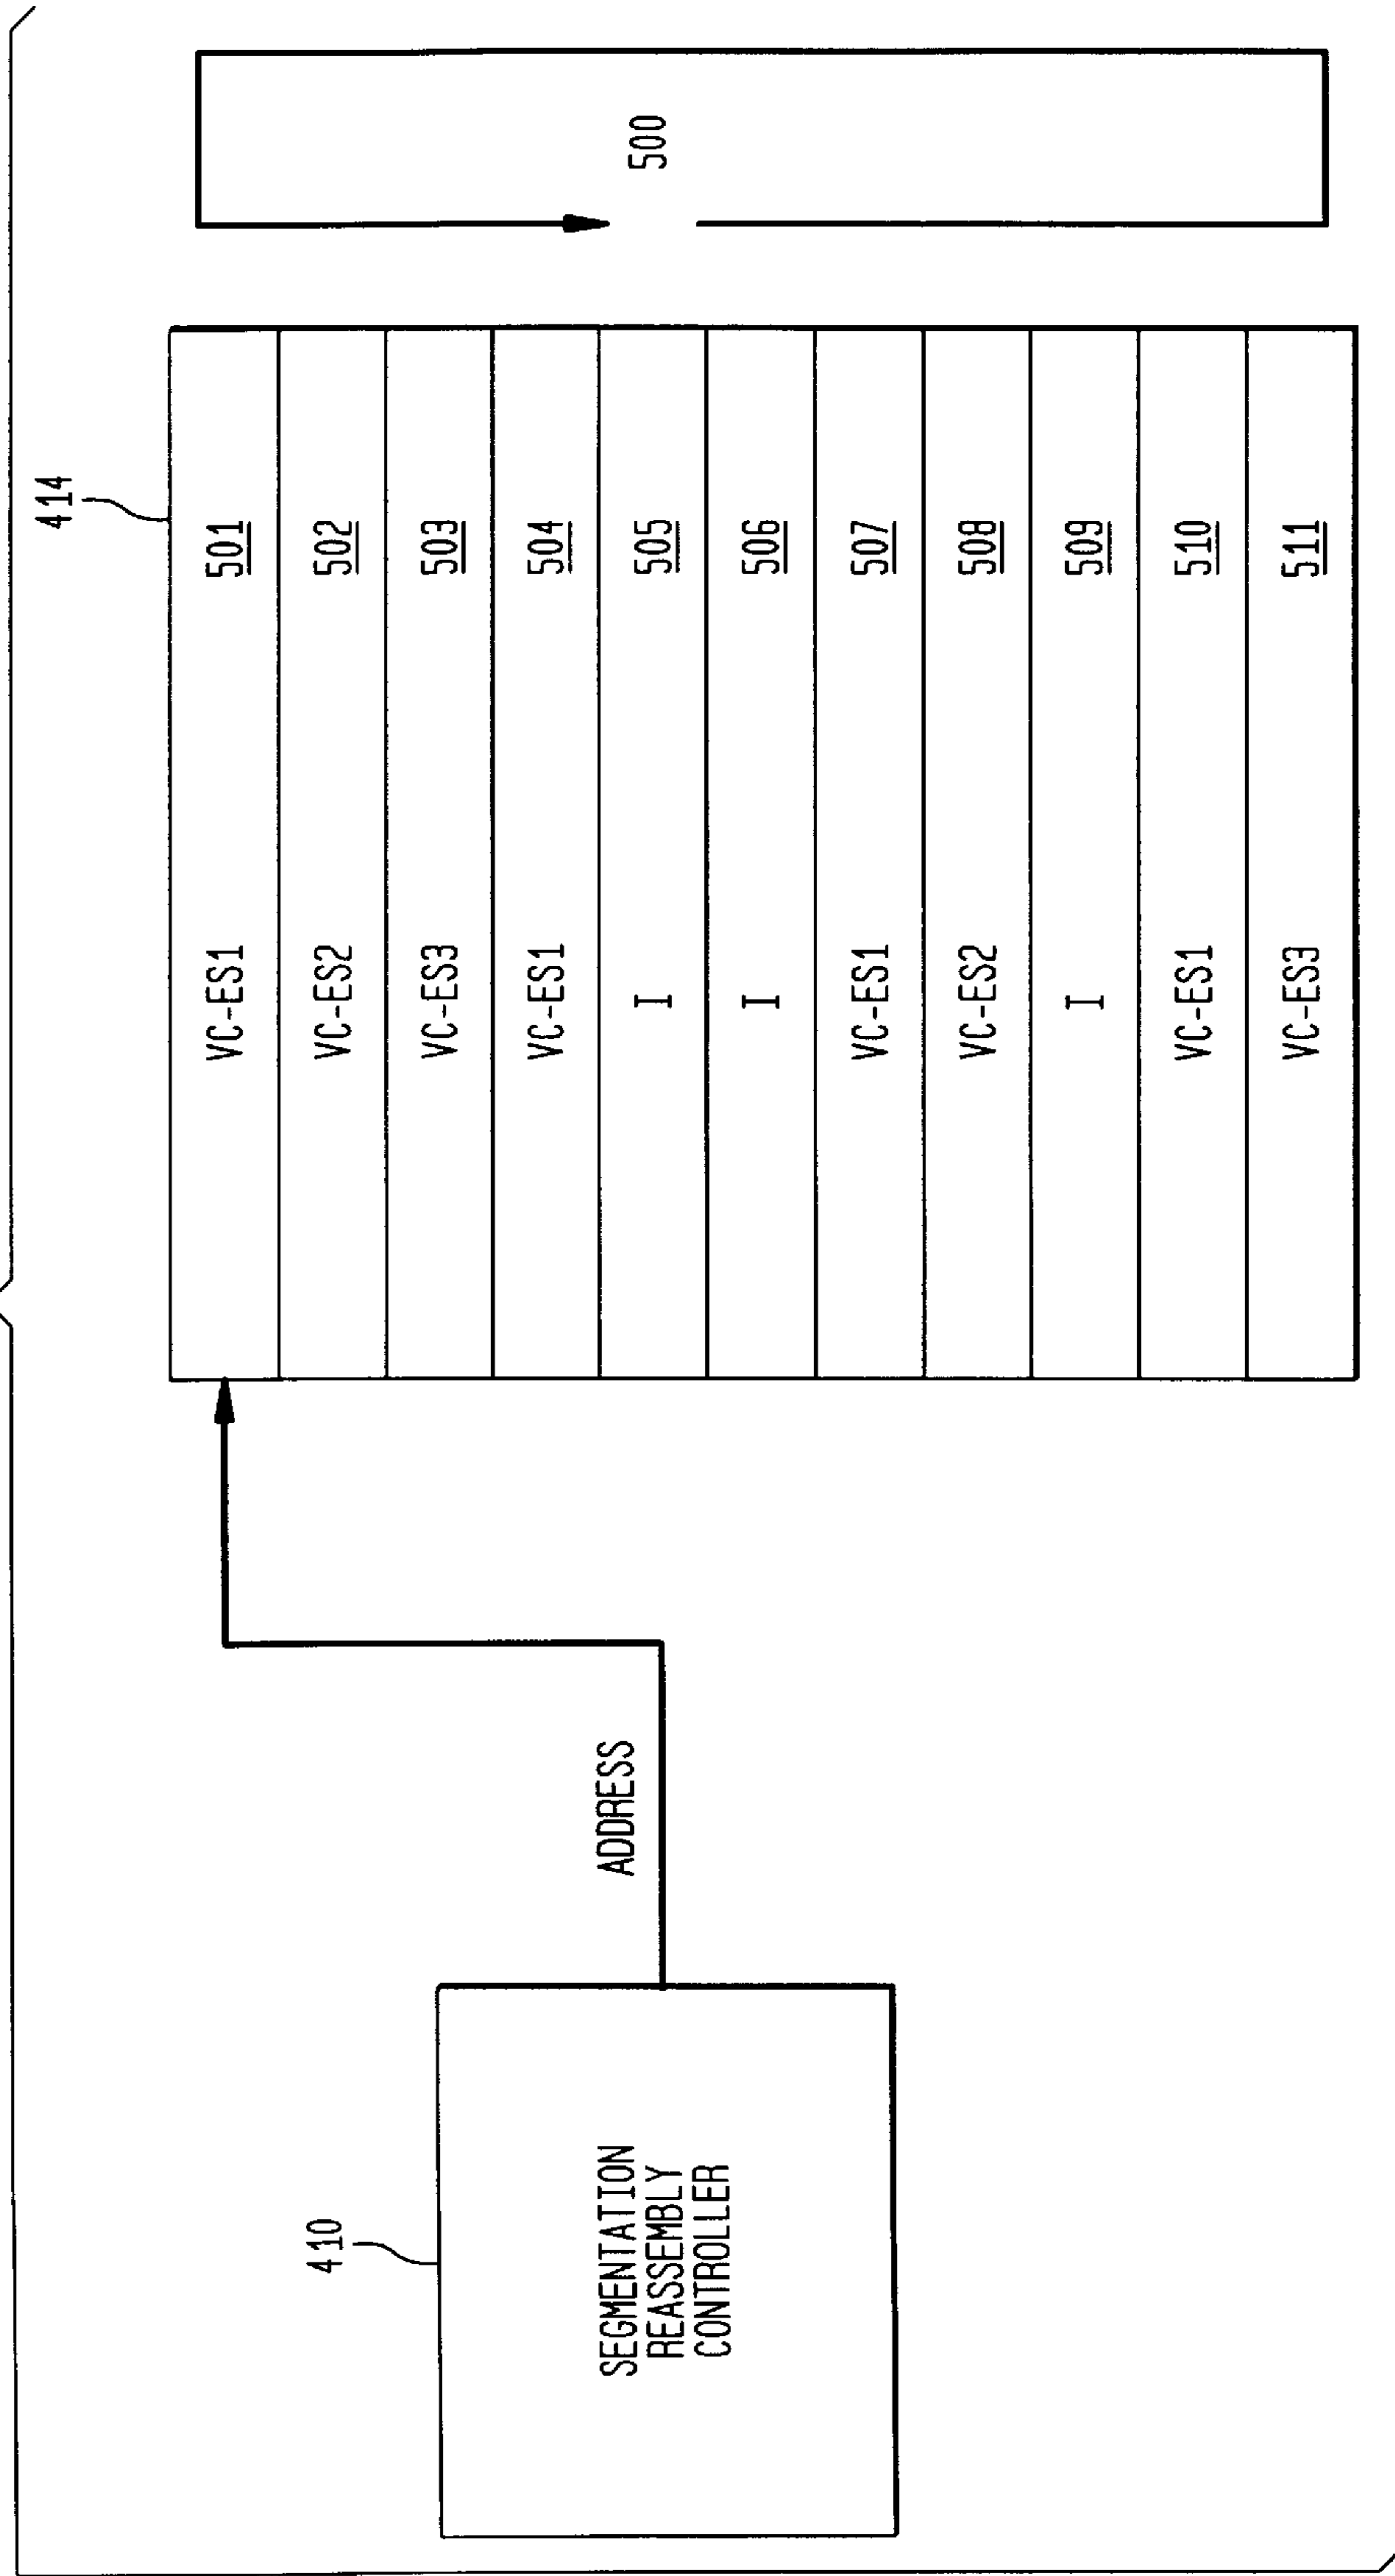 410
SEGMENTATION
REASSEMBLY
CONTROLLER
ADDRESS
414
VC-ES1 501
VC-ES2 502
VC-ES3 503
VC-ES1 504
I 505
I 506
VC-ES1 507
VC-ES2 508
I 509
VC-ES1 510
VC-ES3 511
500